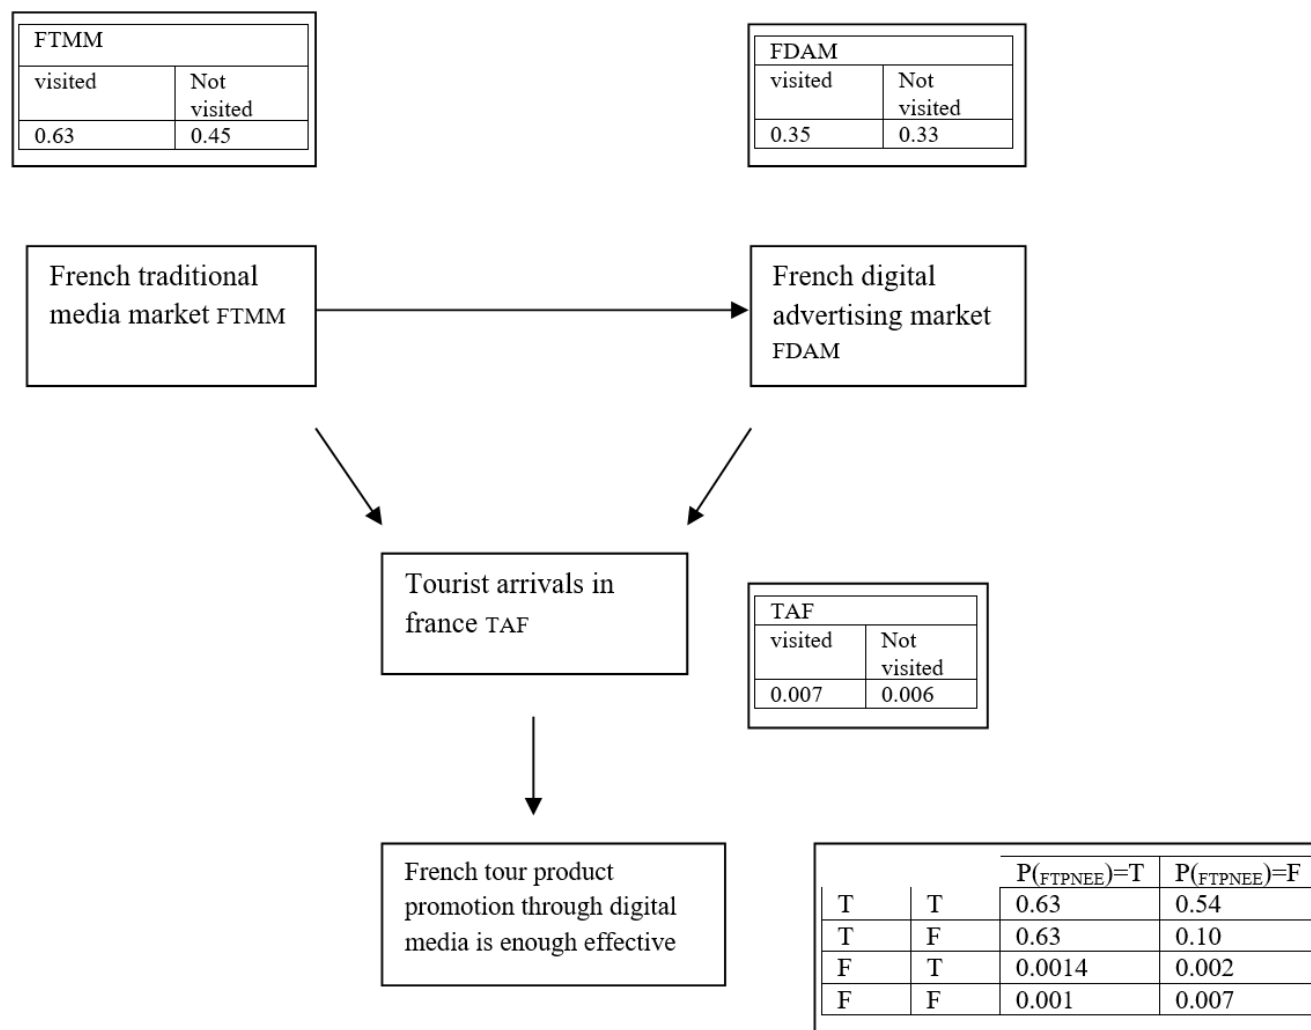 FTMM
visited Not
visited
0.63 0.45
FDAM
visited Not
visited
0.35 0.33
French traditional
media market FTMM
French digital
advertising market
FDAM
Tourist arrivals in
france TAF
TAF
visited Not
visited
0.007 0.006
French tour product
promotion through digital
media is enough effective
P(FTPNEE)=T P(FTPNEE)=F
T T 0.63 0.54
T F 0.63 0.10
F T 0.0014 0.002
F F 0.001 0.007